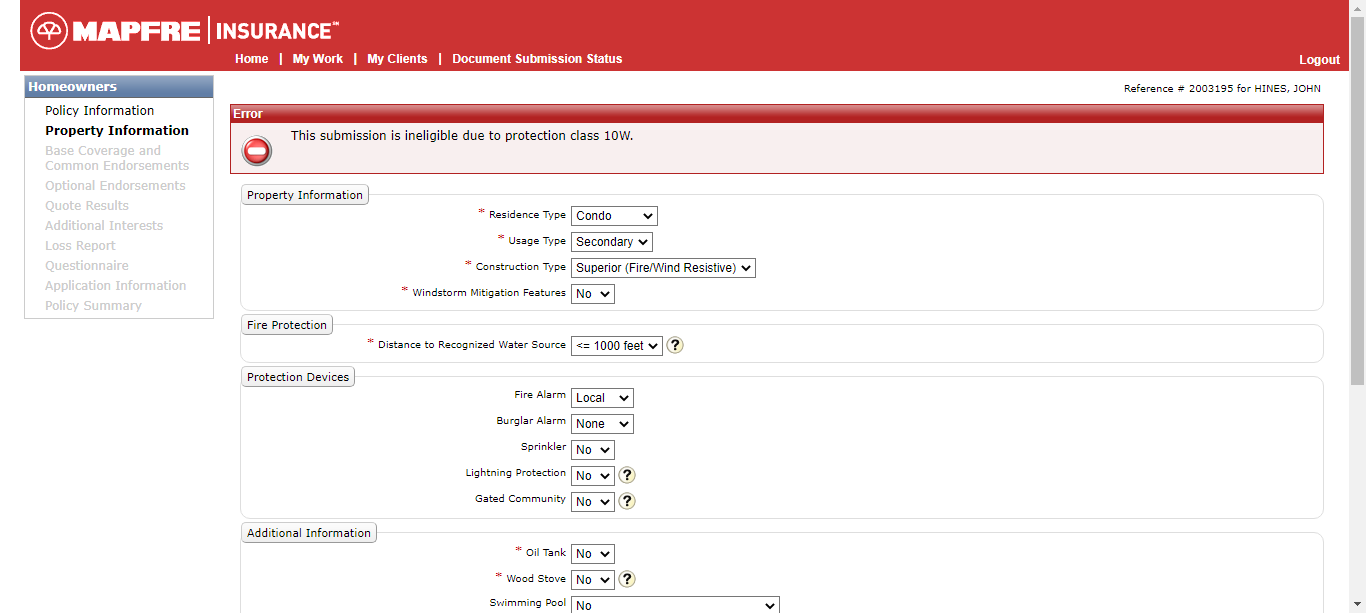 MAPFRE | INSURANCE℠
Home | My Work | My Clients | Document Submission Status
Logout
Homeowners
Policy Information
Property Information
Base Coverage and
Common Endorsements
Optional Endorsements
Quote Results
Additional Interests
Loss Report
Questionnaire
Application Information
Policy Summary
Reference # 2003195 for HINES, JOHN
Error
This submission is ineligible due to protection class 10W.
Property Information
* Residence Type Condo
* Usage Type Secondary
* Construction Type Superior (Fire/Wind Resistive)
* Windstorm Mitigation Features No
Fire Protection
* Distance to Recognized Water Source <= 1000 feet ?
Protection Devices
Fire Alarm Local
Burglar Alarm None
Sprinkler No
Lightning Protection No ?
Gated Community No ?
Additional Information
* Oil Tank No
* Wood Stove No ?
Swimming Pool No